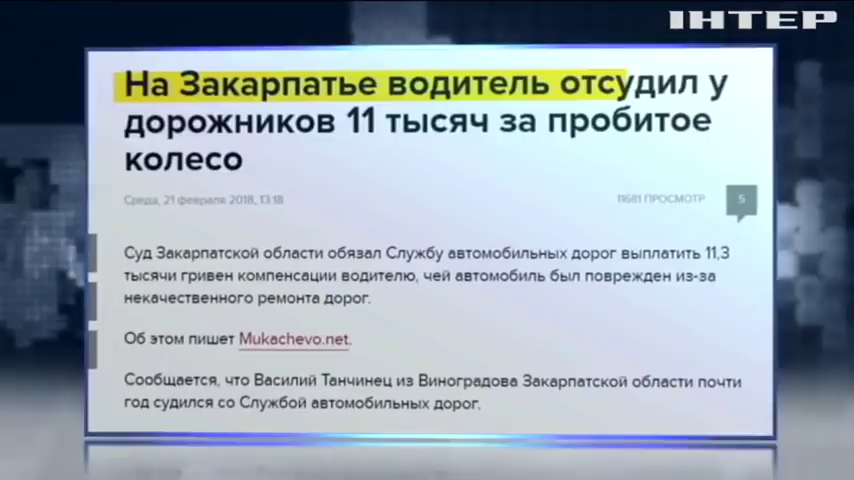 ІНТЕР
На Закарпатье водитель отсудил у
дорожников 11 тысяч за пробитое
колесо
Среда, 21 февраля 2018, 13:18
11681 ПРОСМОТР
5
Суд Закарпатской области обязал Службу автомобильных дорог выплатить 11,3
тысячи гривен компенсации водителю, чей автомобиль был поврежден из-за
некачественного ремонта дорог.
Об этом пишет Mukachevo.net.
Сообщается, что Василий Танчинец из Виноградова Закарпатской области почти
год судился со Службой автомобильных дорог.